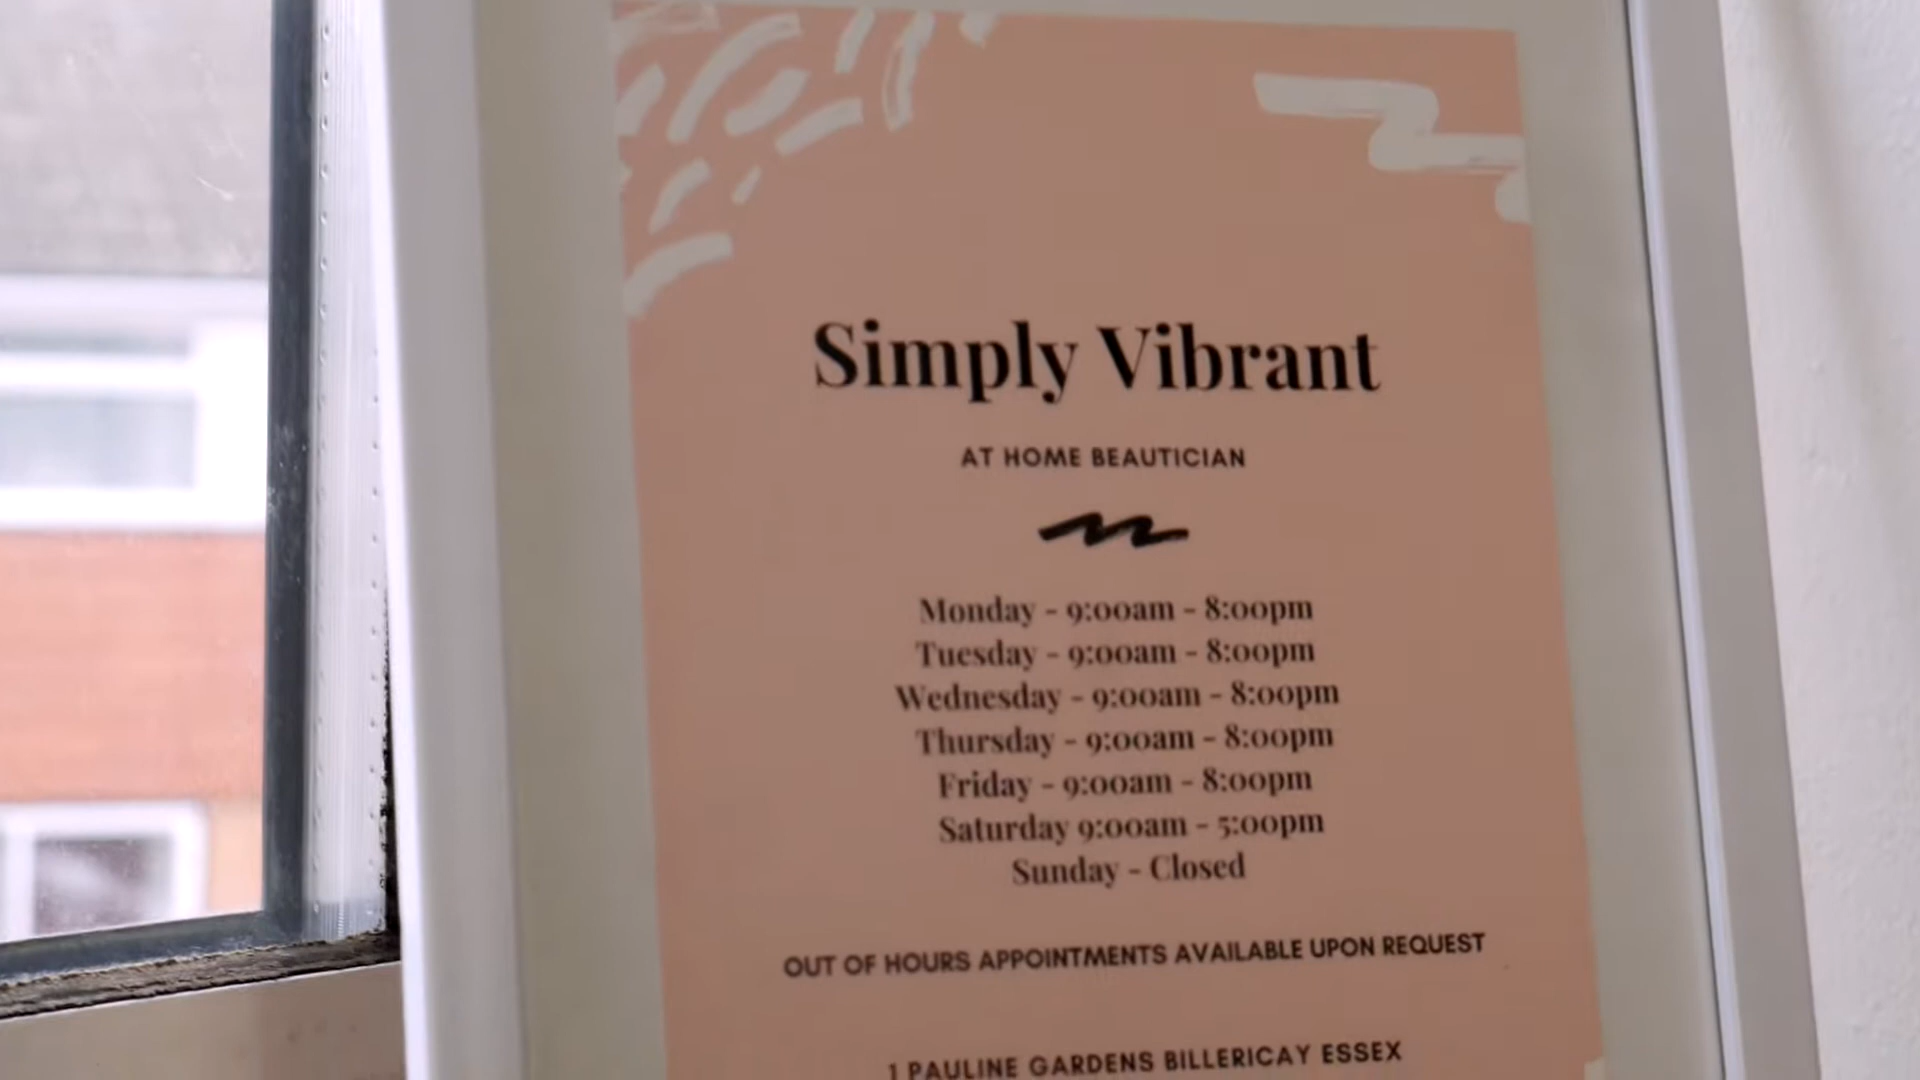 Simply Vibrant
AT HOME BEAUTICIAN
Monday - 9:00am - 8:00pm
Tuesday - 9:00am - 8:00pm
Wednesday - 9:00am - 8:00pm
Thursday - 9:00am - 8:00pm
Friday - 9:00am - 8:00pm
Saturday 9:00am - 5:00pm
Sunday - Closed
OUT OF HOURS APPOINTMENTS AVAILABLE UPON REQUEST
1 PAULINE GARDENS BILLERICAY ESSEX